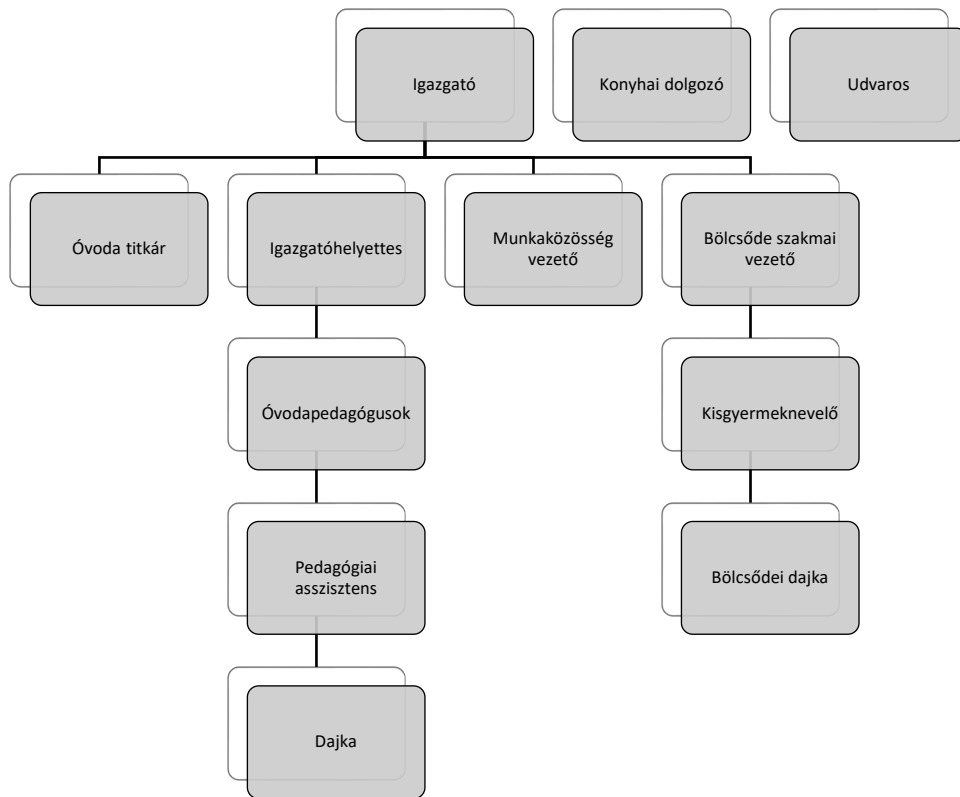 Igazgató
Konyhai dolgozó
Udvaros
Óvoda titkár
Igazgatóhelyettes
Munkaközösség
vezető
Bölcsőde szakmai
vezető
Óvodapedagógusok
Kisgyermeknevelő
Pedagógiai
asszisztens
Bölcsődei dajka
Dajka